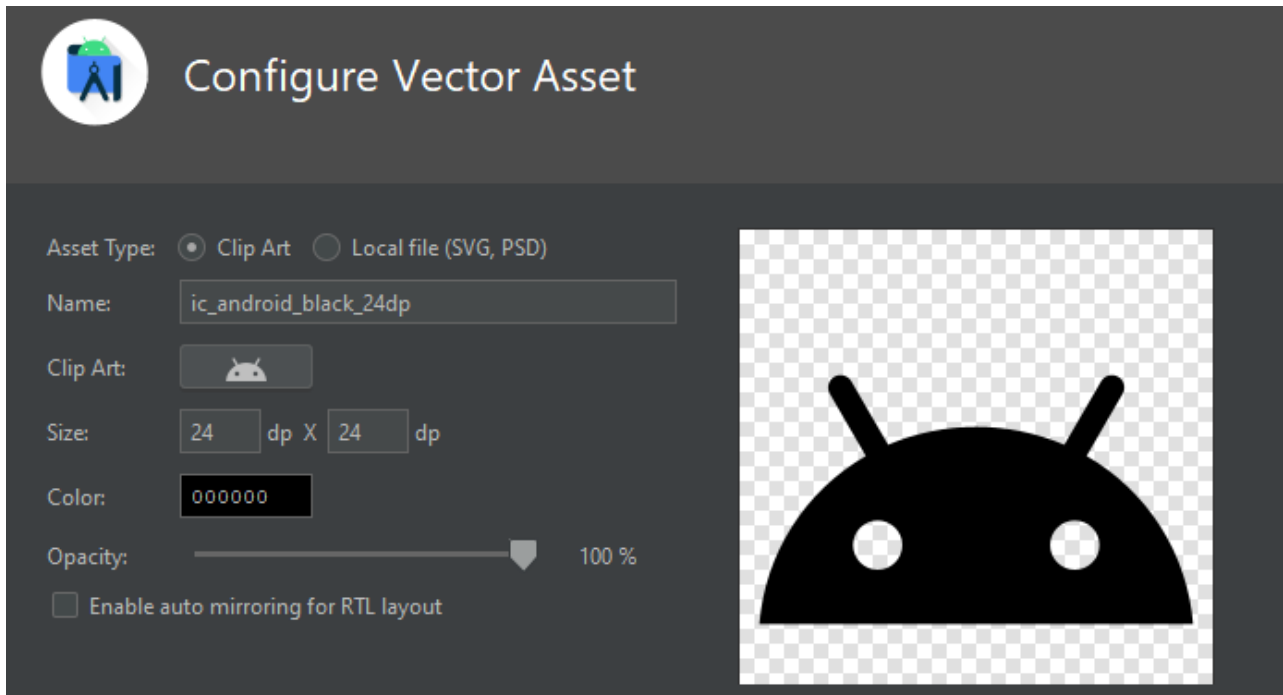 Configure Vector Asset
Asset Type: Clip Art Local file (SVG, PSD)
Name: ic_android_black_24dp
Clip Art:
Size: 24 dp X 24 dp
Color: 000000
Opacity: 100 %
Enable auto mirroring for RTL layout